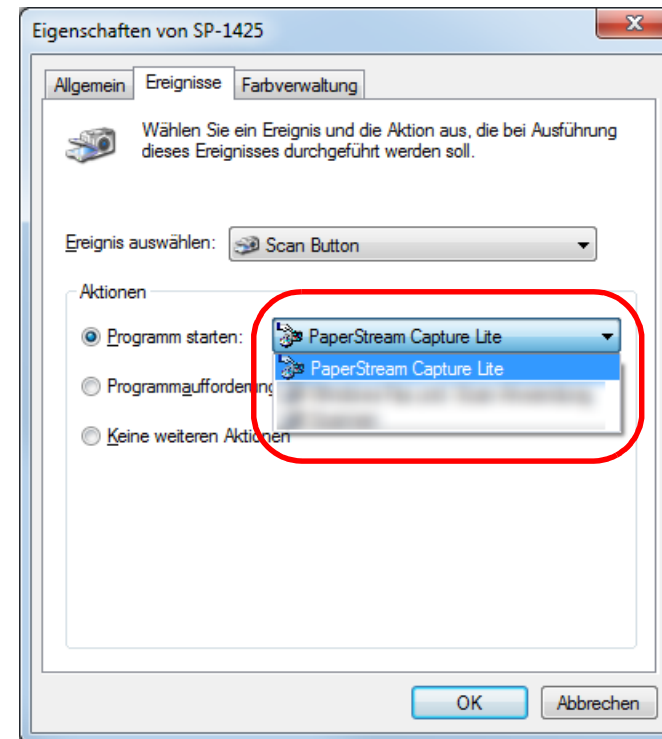 Eigenschaften von SP-1425
Allgemein Ereignisse Farbverwaltung
Wählen Sie ein Ereignis und die Aktion aus, die bei Ausführung
dieses Ereignisses durchgeführt werden soll.
Ereignis auswählen: Scan Button
Aktionen
Programm starten: PaperStream Capture Lite
PaperStream Capture Lite
Programmaufforderung
Keine weiteren Aktionen
OK Abbrechen